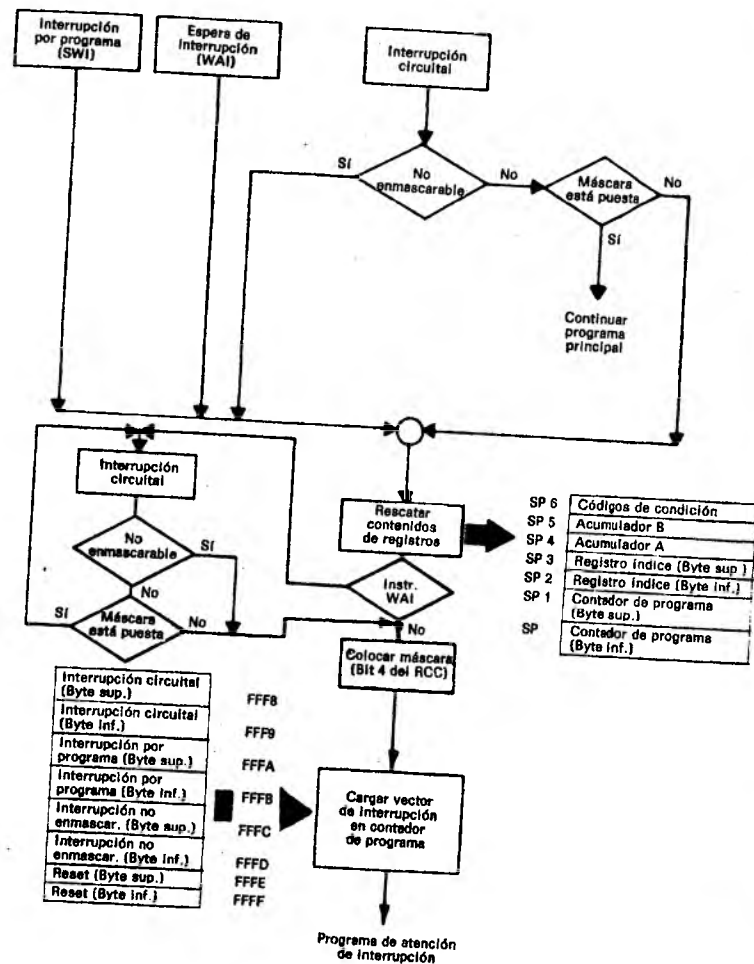 Interrupción
por programa
(SWI)
Espera de
Interrupción
(WAI)
Interrupción
circuital
Sí
No
enmascarable
No
Máscara
está puesta
No
Sí
Continuar
programa
principal
Interrupción
circuital
No
enmascarable
Sí
No
Sí
Máscara
está puesta
No
Rescatar
contenidos
de registros
Instr.
WAI
No
Colocar máscara
(Bit 4 del RCC)
SP 6 Códigos de condición
SP 5 Acumulador B
SP 4 Acumulador A
SP 3 Registro índice (Byte sup.)
SP 2 Registro índice (Byte inf.)
SP 1 Contador de programa
(Byte sup.)
SP Contador de programa
(Byte inf.)
Interrupción circuital
(Byte sup.)
FFF8
Interrupción circuital
(Byte inf.)
FFF9
Interrupción por
programa (Byte sup.)
FFFA
Interrupción por
programa (Byte inf.)
FFFB
Interrupción no
enmascar. (Byte sup.)
FFFC
Interrupción no
enmascar. (Byte inf.)
FFFD
Reset (Byte sup.)
FFFE
Reset (Byte inf.)
FFFF
Cargar vector
de interrupción
en contador
de programa
Programa de atención
de interrupción